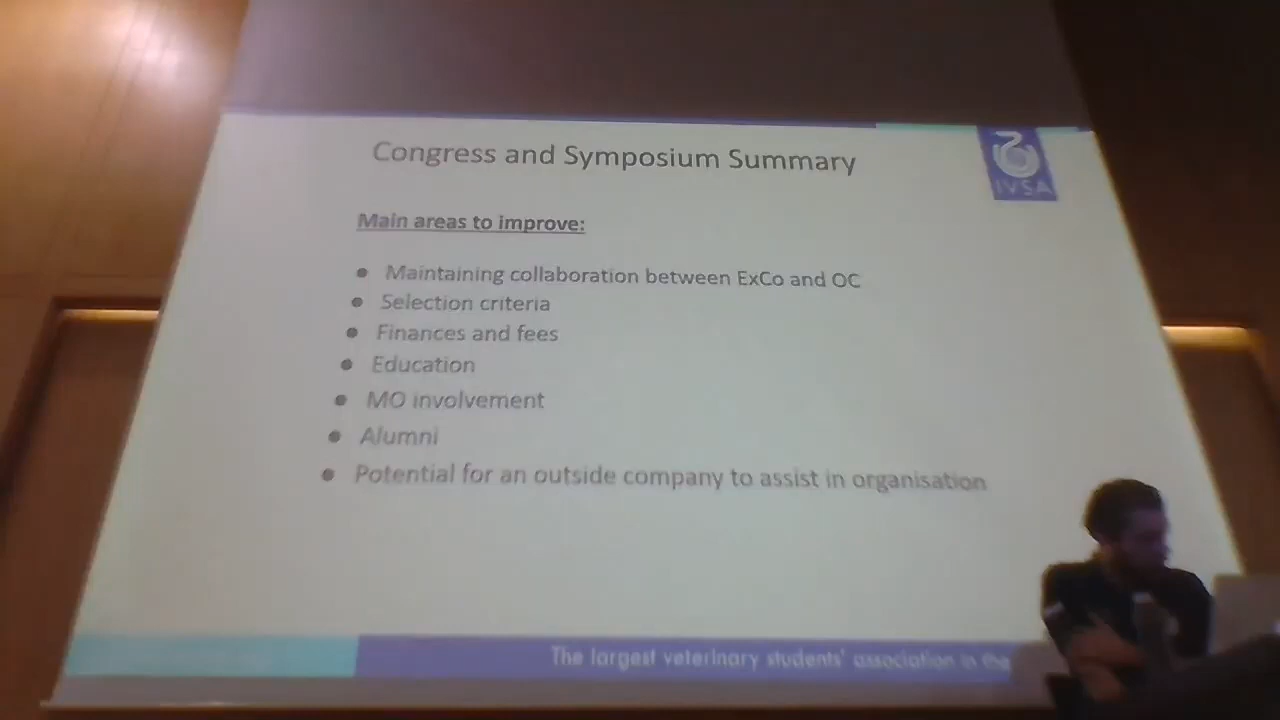 Congress and Symposium Summary
IVSA
Main areas to improve:
● Maintaining collaboration between ExCo and OC
● Selection criteria
● Finances and fees
● Education
● MO involvement
● Alumni
● Potential for an outside company to assist in organisation
The largest veterinary students' association in the